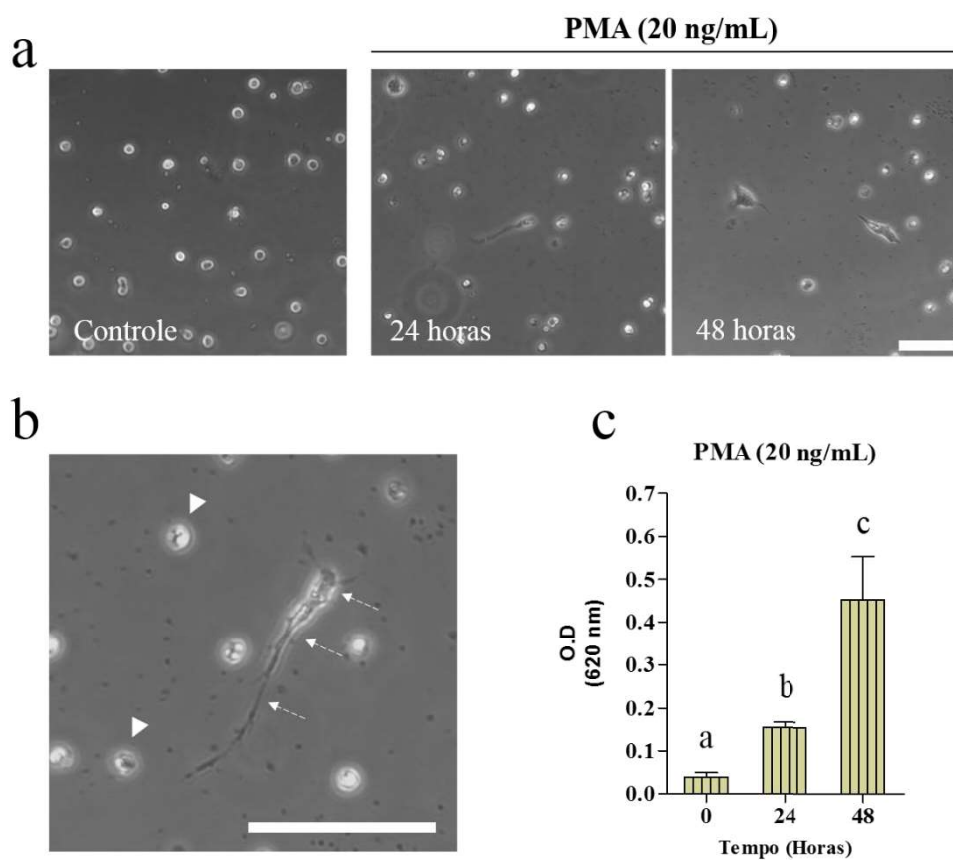 a
PMA (20 ng/mL)
Controle
24 horas
48 horas
b
c
PMA (20 ng/mL)
O.D
(620 nm)
0.7
0.6
0.5
0.4
0.3
0.2
0.1
0.0
a
b
c
0
24
48
Tempo (Horas)